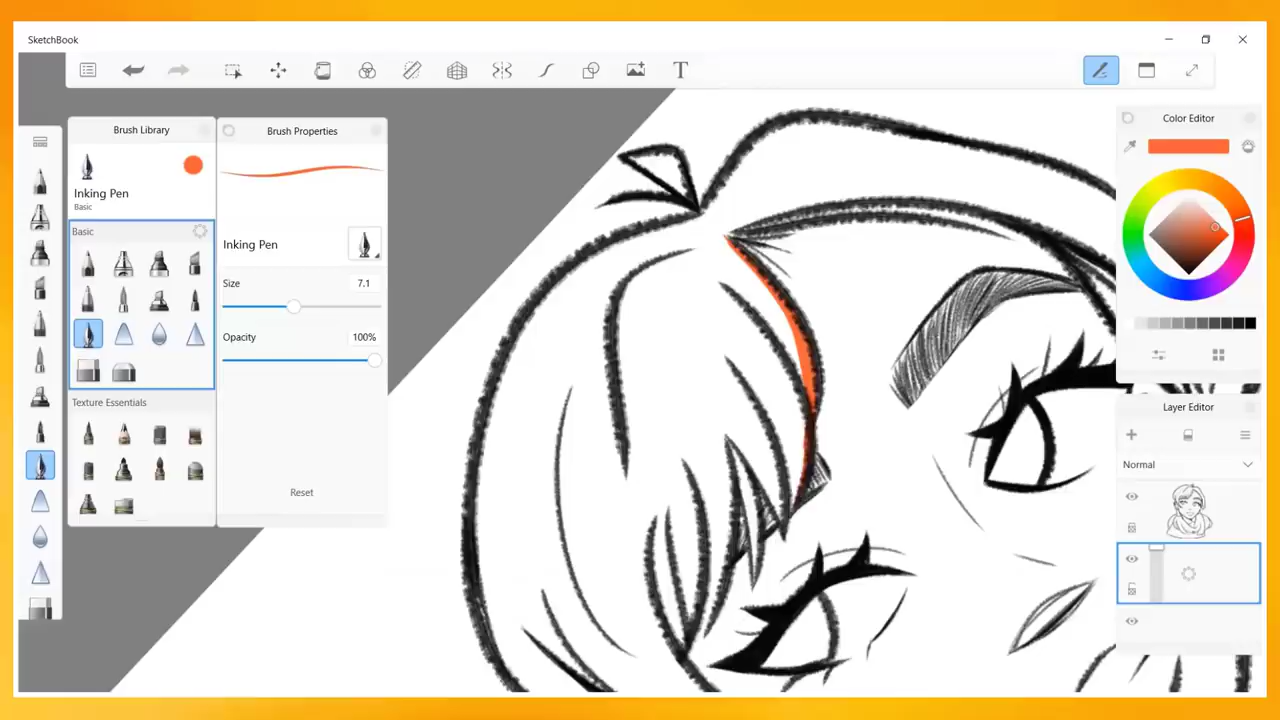 SketchBook
T
Brush Library
Inking Pen
Basic
Basic
Texture Essentials
Brush Properties
Inking Pen
Size 7.1
Opacity 100%
Reset
Color Editor
Layer Editor
Normal